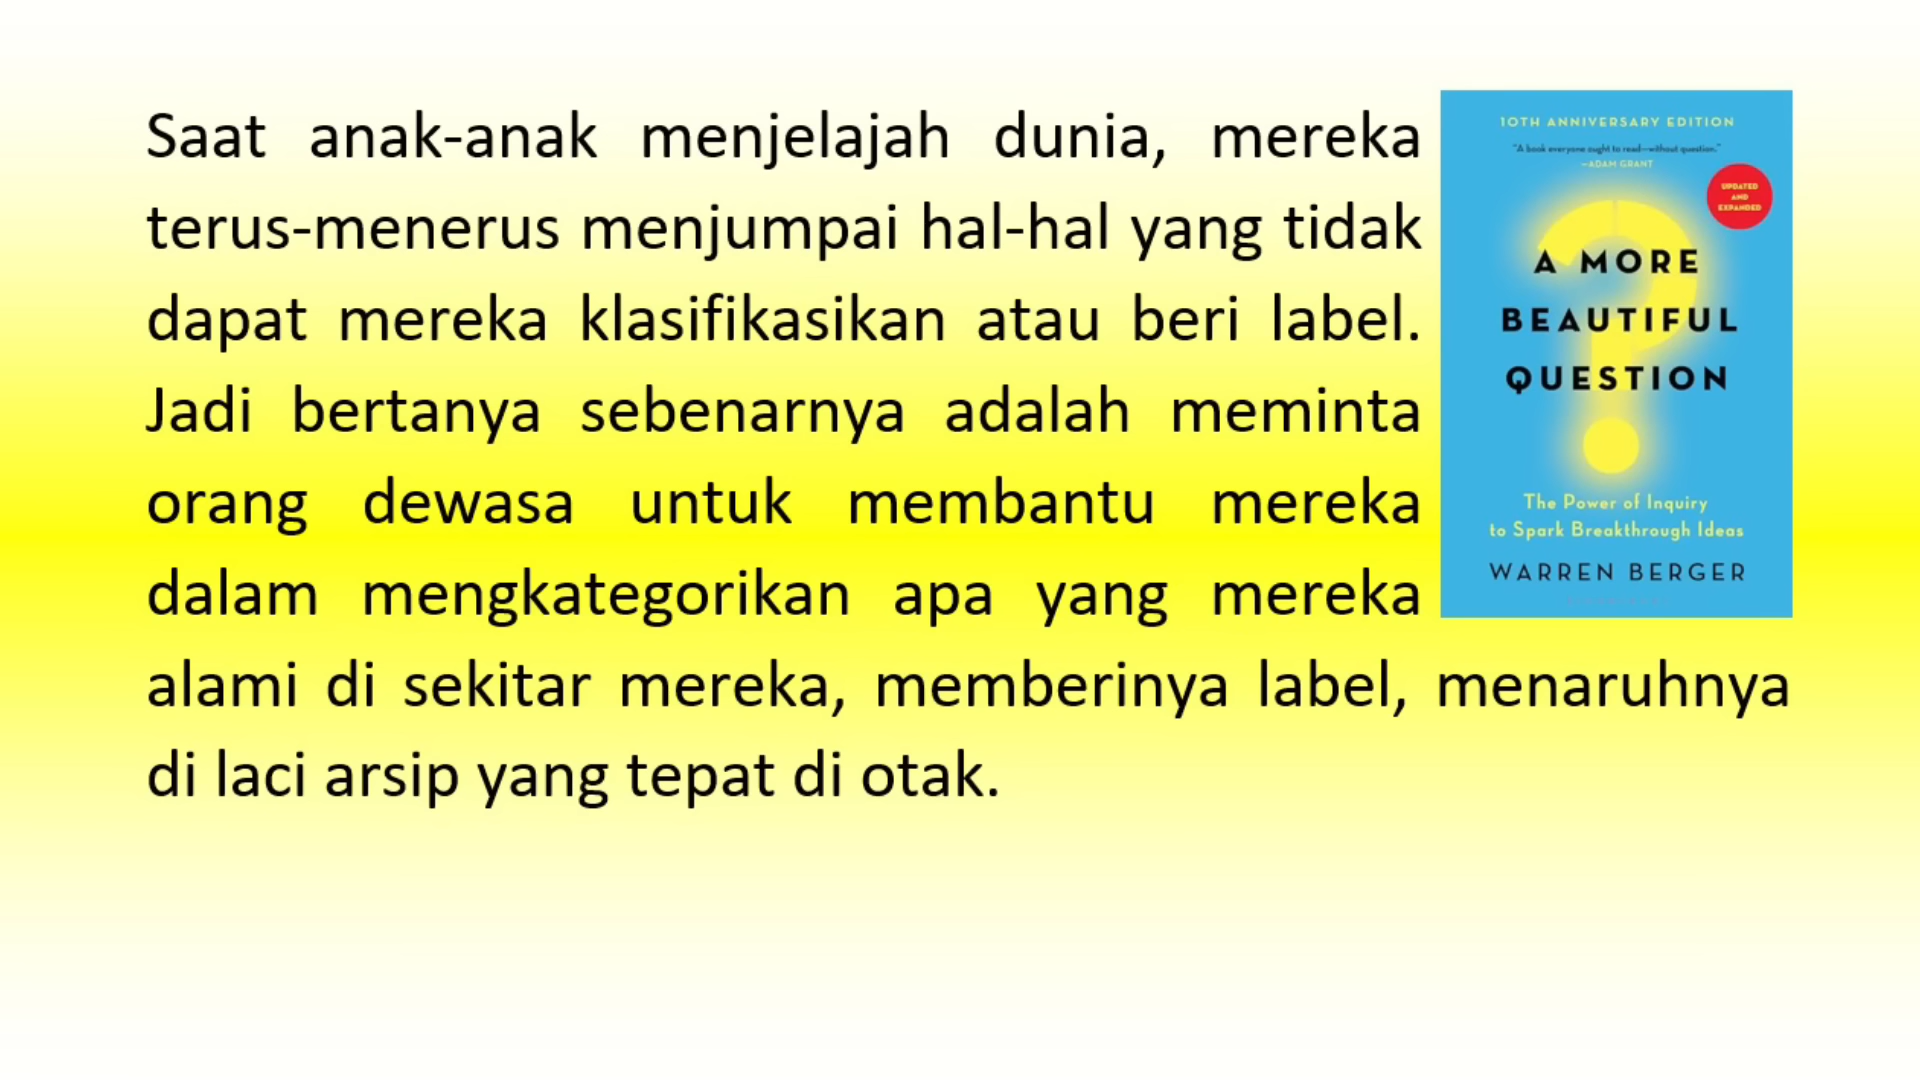 Saat anak-anak menjelajah dunia, mereka
terus-menerus menjumpai hal-hal yang tidak
dapat mereka klasifikasikan atau beri label.
Jadi bertanya sebenarnya adalah meminta
orang dewasa untuk membantu mereka
dalam mengkategorikan apa yang mereka
alami di sekitar mereka, memberinya label, menaruhnya
di laci arsip yang tepat di otak.
10TH ANNIVERSARY EDITION
"A book everyone ought to read—without question."
—ADAM GRANT
UPDATED
AND
EXPANDED
A MORE
BEAUTIFUL
QUESTION
The Power of Inquiry
to Spark Breakthrough Ideas
WARREN BERGER